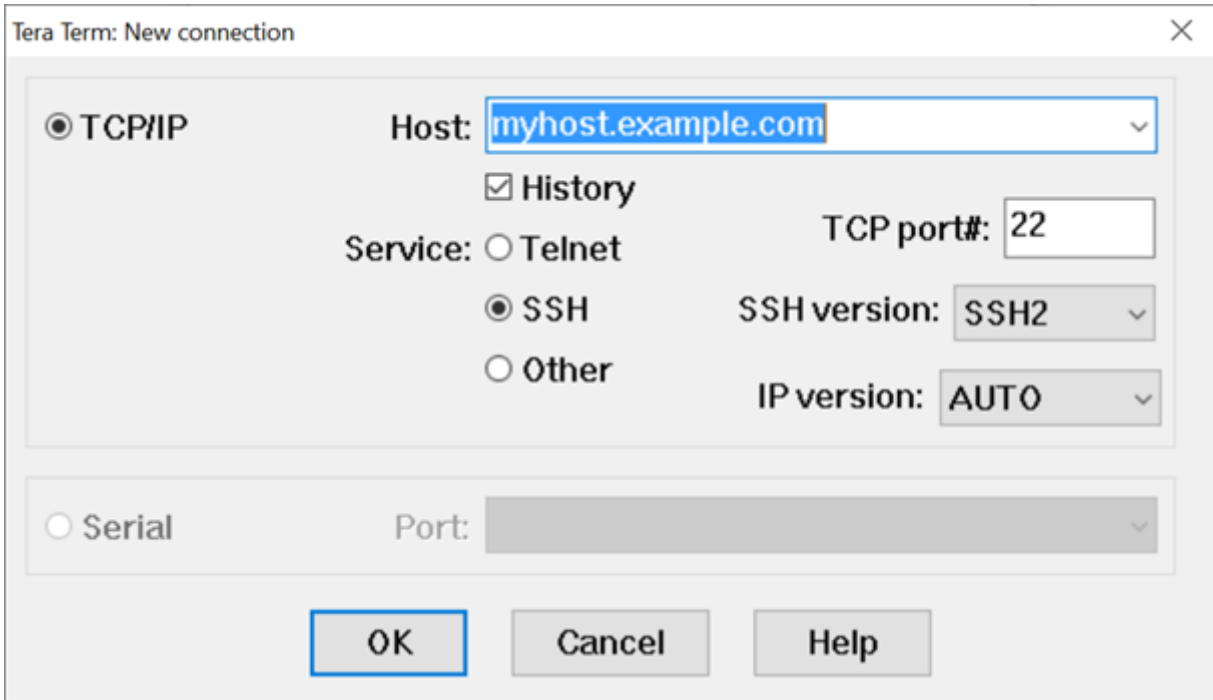 Tera Term: New connection
TCP/IP Host: myhost.example.com
History
Service: Telnet TCP port#: 22
SSH SSH version: SSH2
Other IP version: AUTO
Serial Port:
OK Cancel Help